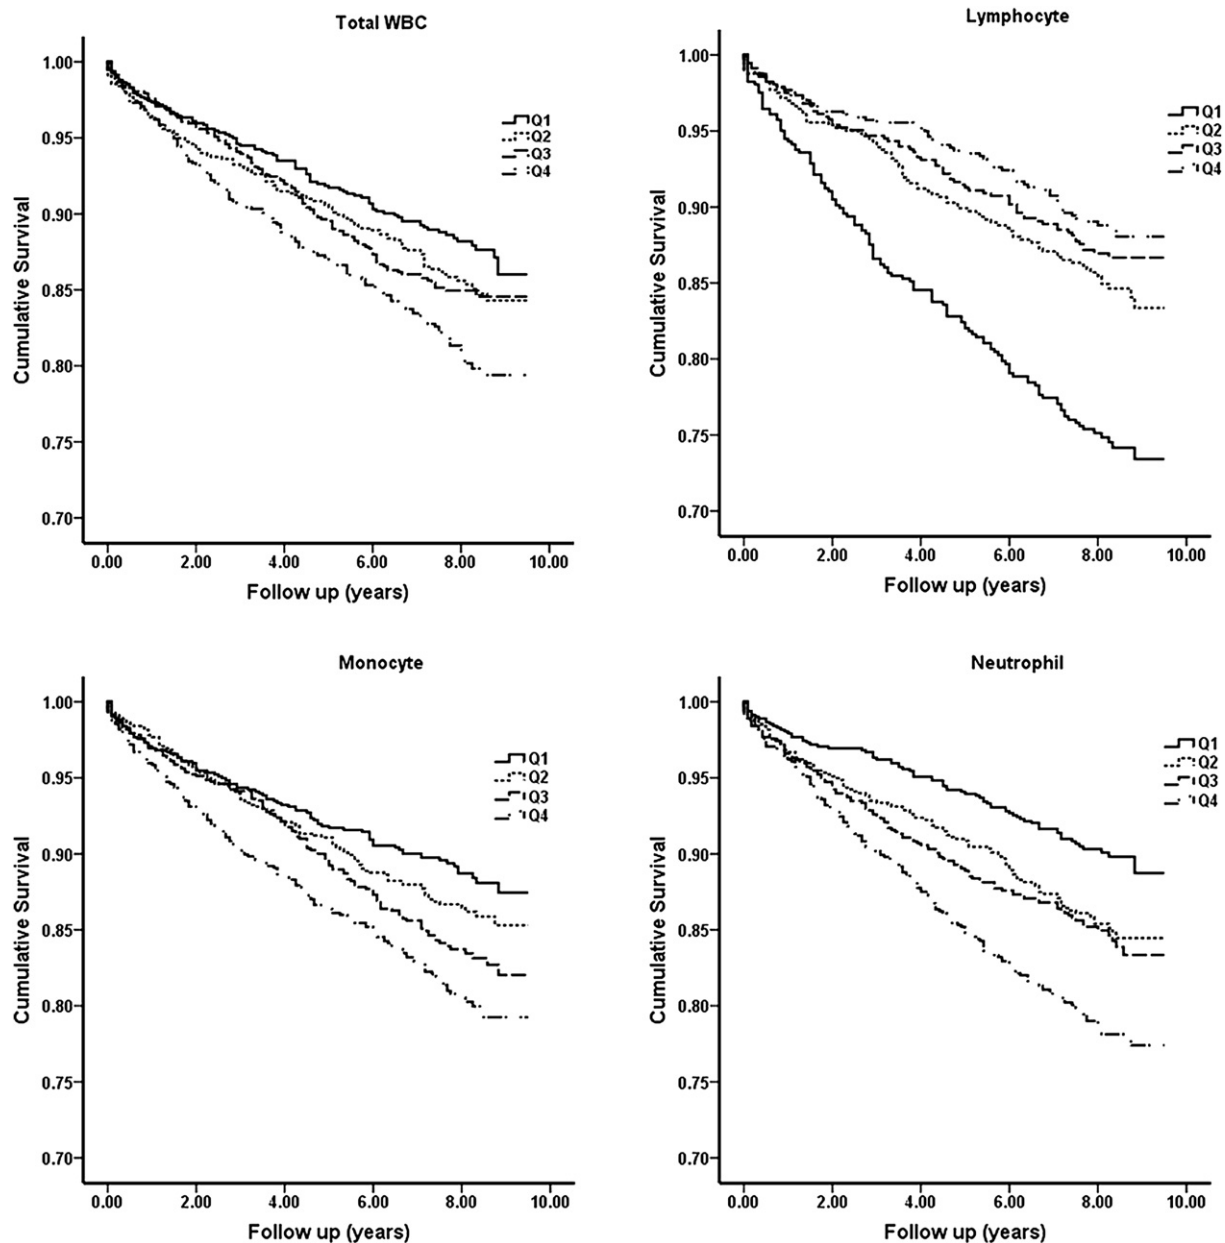 Total WBC
Cumulative Survival
1.00
0.95
0.90
0.85
0.80
0.75
0.70
Q1
Q2
Q3
Q4
0.00 2.00 4.00 6.00 8.00 10.00
Follow up (years)
Lymphocyte
Cumulative Survival
1.00
0.95
0.90
0.85
0.80
0.75
0.70
Q1
Q2
Q3
Q4
0.00 2.00 4.00 6.00 8.00 10.00
Follow up (years)
Monocyte
Cumulative Survival
1.00
0.95
0.90
0.85
0.80
0.75
0.70
Q1
Q2
Q3
Q4
0.00 2.00 4.00 6.00 8.00 10.00
Follow up (years)
Neutrophil
Cumulative Survival
1.00
0.95
0.90
0.85
0.80
0.75
0.70
Q1
Q2
Q3
Q4
0.00 2.00 4.00 6.00 8.00 10.00
Follow up (years)